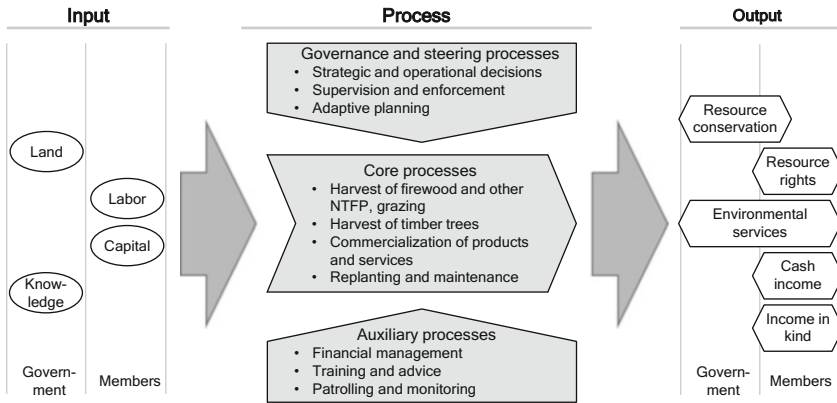 Input
Process
Output
Land
Labor
Capital
Know-
ledge
Govern-
ment
Members
Governance and steering processes
• Strategic and operational decisions
• Supervision and enforcement
• Adaptive planning
Core processes
• Harvest of firewood and other
NTFP, grazing
• Harvest of timber trees
• Commercialization of products
and services
• Replanting and maintenance
Auxiliary processes
• Financial management
• Training and advice
• Patrolling and monitoring
Resource
conservation
Resource
rights
Environmental
services
Cash
income
Income in
kind
Govern-
ment
Members